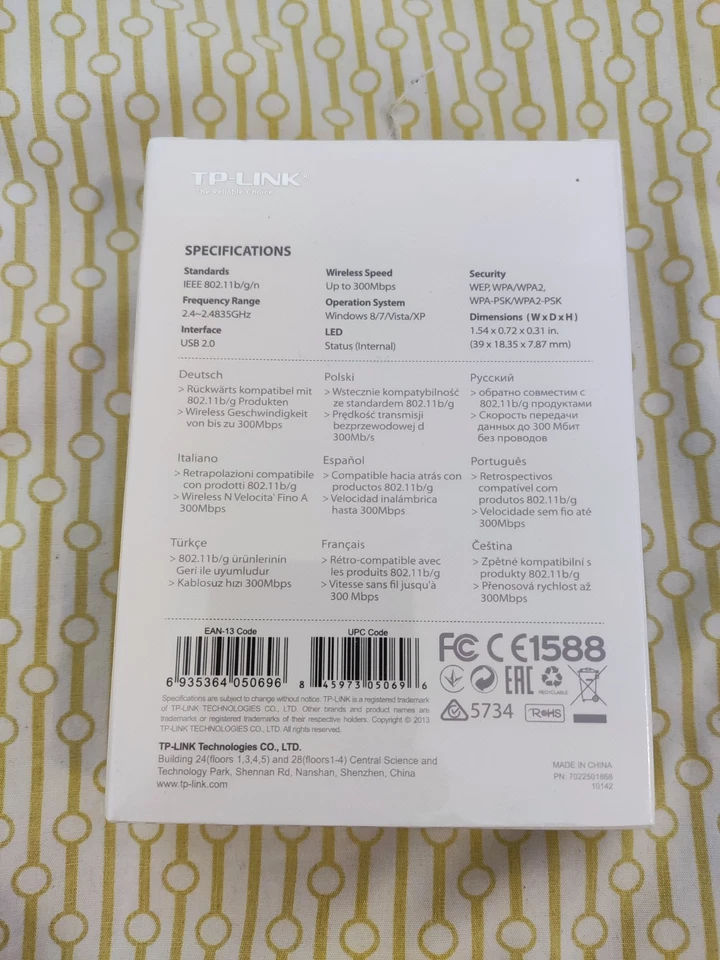 TP-LINK®
The Reliable Choice
SPECIFICATIONS
Standards
IEEE 802.11b/g/n
Frequency Range
2.4~2.4835GHz
Interface
USB 2.0
Wireless Speed
Up to 300Mbps
Operation System
Windows 8/7/Vista/XP
LED
Status (Internal)
Security
WEP, WPA/WPA2,
WPA-PSK/WPA2-PSK
Dimensions ( W x D x H )
1.54 x 0.72 x 0.31 in.
(39 x 18.35 x 7.87 mm)
Deutsch
> Rückwärts kompatibel mit
802.11b/g Produkten
> Wireless Geschwindigkeit
von bis zu 300Mbps
Polski
> Wstecznie kompatybilność
ze standardem 802.11b/g
> Prędkość transmisji
bezprzewodowej d
300Mb/s
Русский
> обратно совместим с
802.11b/g продуктами
> Скорость передачи
данных до 300 Мбит
без проводов
Italiano
> Retrapolazioni compatibile
con prodotti 802.11b/g
> Wireless N Velocita' Fino A
300Mbps
Español
> Compatible hacia atrás con
productos 802.11b/g
> Velocidad inalámbrica
hasta 300Mbps
Português
> Retrospectivos
compatível com
produtos 802.11b/g
> Velocidade sem fio até
300Mbps
Türkçe
> 802.11b/g ürünlerinin
Geri ile uyumludur
> Kablosuz hızı 300Mbps
Français
> Rétro-compatible avec
les produits 802.11b/g
> Vitesse sans fil jusqu'à
300 Mbps
Čeština
> Zpětné kompatibilní s
produkty 802.11b/g
> Přenosová rychlost až
300Mbps
EAN-13 Code
6 935364 050696
UPC Code
8 45973 05069 6
FC CE1588
EAC
RECYCLABLE
5734
RoHS
Specifications are subject to change without notice. TP-LINK is a registered trademark
of TP-LINK TECHNOLOGIES CO., LTD. Other brands and product names are
trademarks or registered trademarks of their respective holders. Copyright © 2013
TP-LINK TECHNOLOGIES CO., LTD. All rights reserved.
TP-LINK Technologies CO., LTD.
Building 24(floors 1,3,4,5) and 28(floors1-4) Central Science and
Technology Park, Shennan Rd, Nanshan, Shenzhen, China
www.tp-link.com
MADE IN CHINA
PN: 7022501868
10142